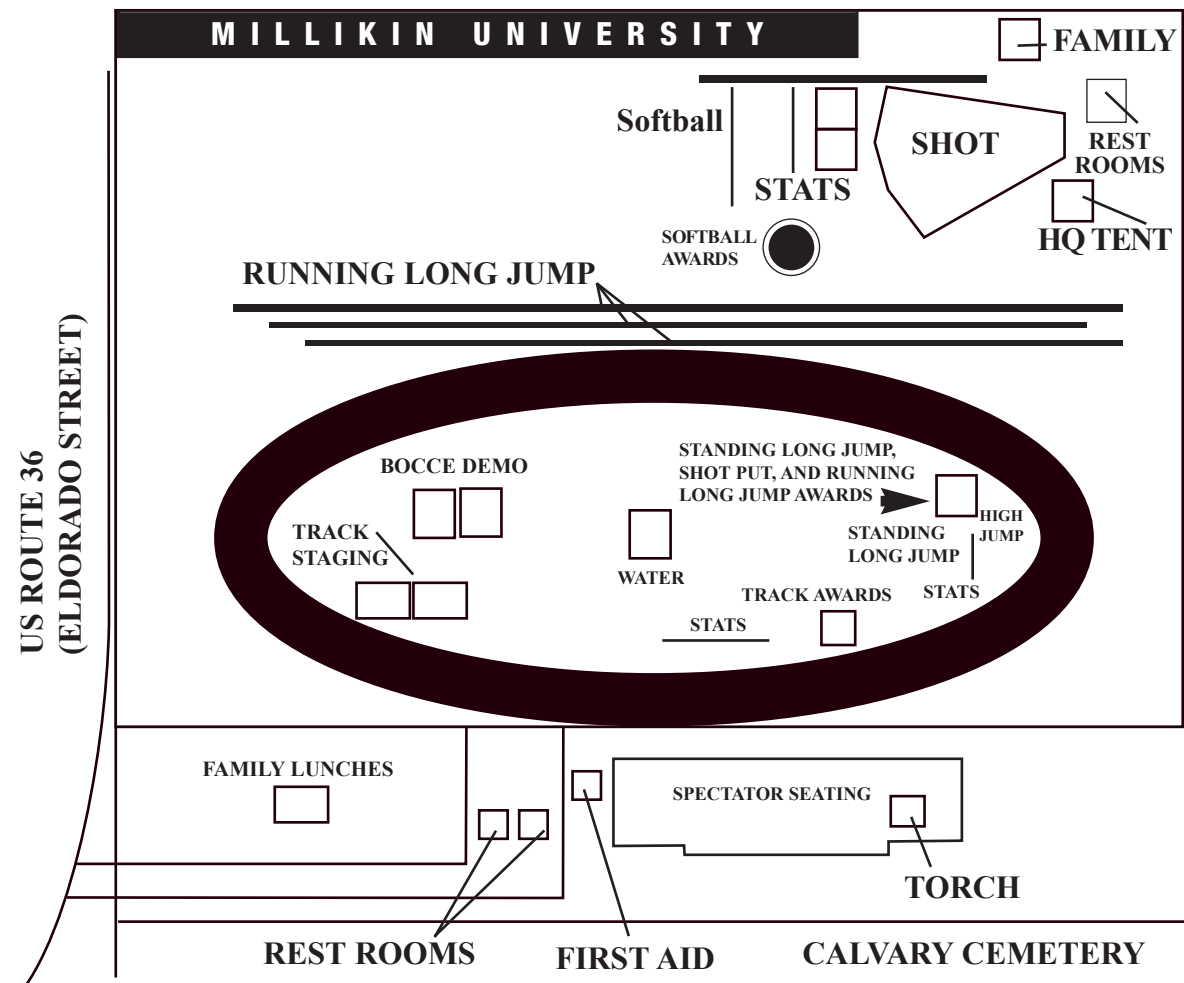 MILLIKIN UNIVERSITY
FAMILY
Softball
SHOT
REST
ROOMS
STATS
HQ TENT
SOFTBALL
AWARDS
RUNNING LONG JUMP
US ROUTE 36
(ELDORADO STREET)
BOCCE DEMO
STANDING LONG JUMP,
SHOT PUT, AND RUNNING
LONG JUMP AWARDS
HIGH
JUMP
TRACK
STAGING
STANDING
LONG JUMP
WATER
STATS
TRACK AWARDS
STATS
FAMILY LUNCHES
SPECTATOR SEATING
TORCH
REST ROOMS
FIRST AID
CALVARY CEMETERY